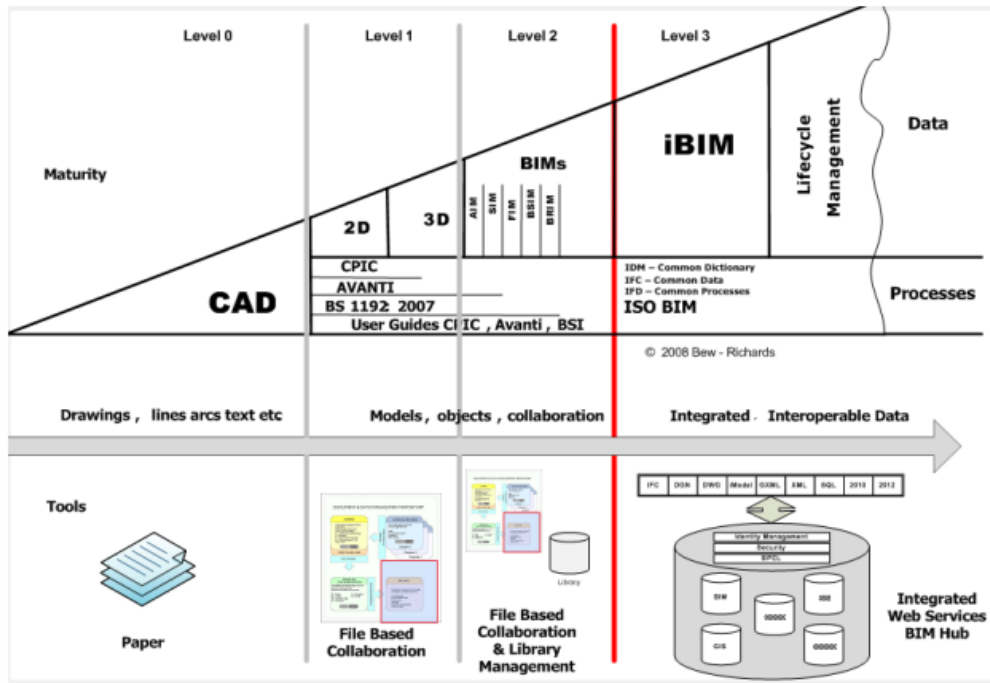 Level 0
Level 1
Level 2
Level 3
Maturity
CAD
2D
3D
BIMs
AIM
SIM
FIM
BSIM
BRIM
iBIM
Lifecycle
Management
Data
CPIC
AVANTI
BS 1192: 2007
User Guides CPIC , Avanti , BSI
IDM – Common Dictionary
IFC – Common Data
IFD – Common Processes
ISO BIM
Processes
© 2008 Bew - Richards
Drawings , lines arcs text etc
Models , objects , collaboration
Integrated , Interoperable Data
Tools
Paper
File Based
Collaboration
Library
File Based
Collaboration
& Library
Management
IFC DGN DWG iModel GXML XML SQL 2010 2012
Identity Management
Security
BIM
GIS
Integrated
Web Services
BIM Hub